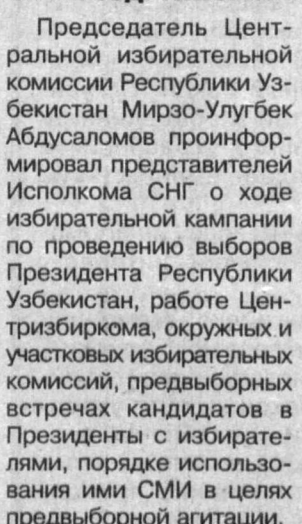 Председатель Цент-
ральной избирательной
комиссии Республики Уз-
бекистан Мирзо-Улугбек
Абдусаломов проинфор-
мировал представителей
Исполкома СНГ о ходе
избирательной кампании
по проведению выборов
Президента Республики
Узбекистан, работе Цен-
тризбиркома, окружных и
участковых избирательных
комиссий, предвыборных
встречах кандидатов в
Президенты с избирате-
лями, порядке использо-
вания ими СМИ в целях
предвыборной агитации.